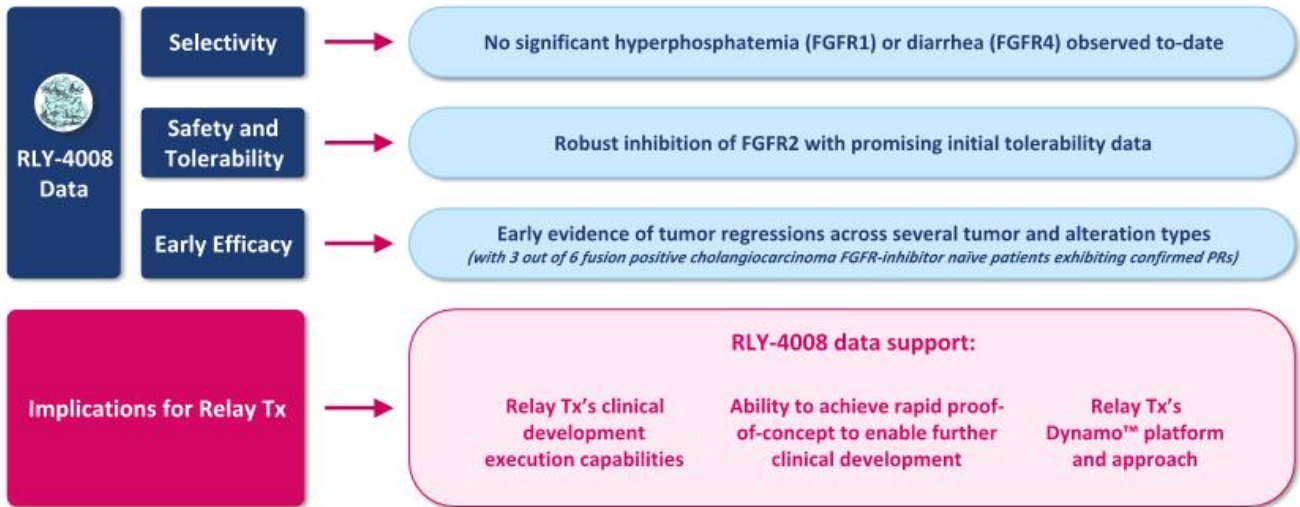 RLY-4008
Data
Selectivity
No significant hyperphosphatemia (FGFR1) or diarrhea (FGFR4) observed to-date
Safety and
Tolerability
Robust inhibition of FGFR2 with promising initial tolerability data
Early Efficacy
Early evidence of tumor regressions across several tumor and alteration types
(with 3 out of 6 fusion positive cholangiocarcinoma FGFR-inhibitor naïve patients exhibiting confirmed PRs)
Implications for Relay Tx
RLY-4008 data support:
Relay Tx’s clinical
development
execution capabilities
Ability to achieve rapid proof-
of-concept to enable further
clinical development
Relay Tx’s
Dynamo™ platform
and approach